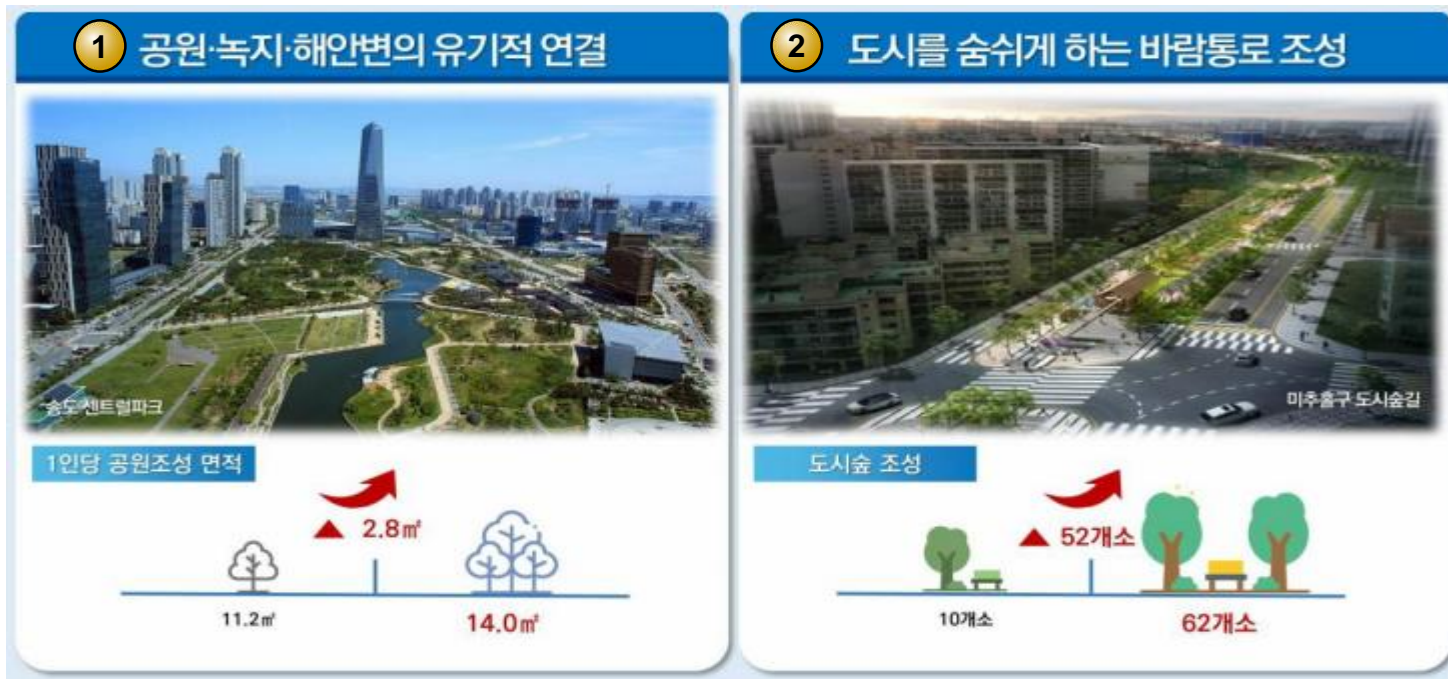 1 공원·녹지·해안변의 유기적 연결
송도 센트럴파크
1인당 공원조성 면적
▲ 2.8㎡
11.2㎡
14.0㎡
2 도시를 숨쉬게 하는 바람통로 조성
미추홀구 도시숲길
도시숲 조성
▲ 52개소
10개소
62개소